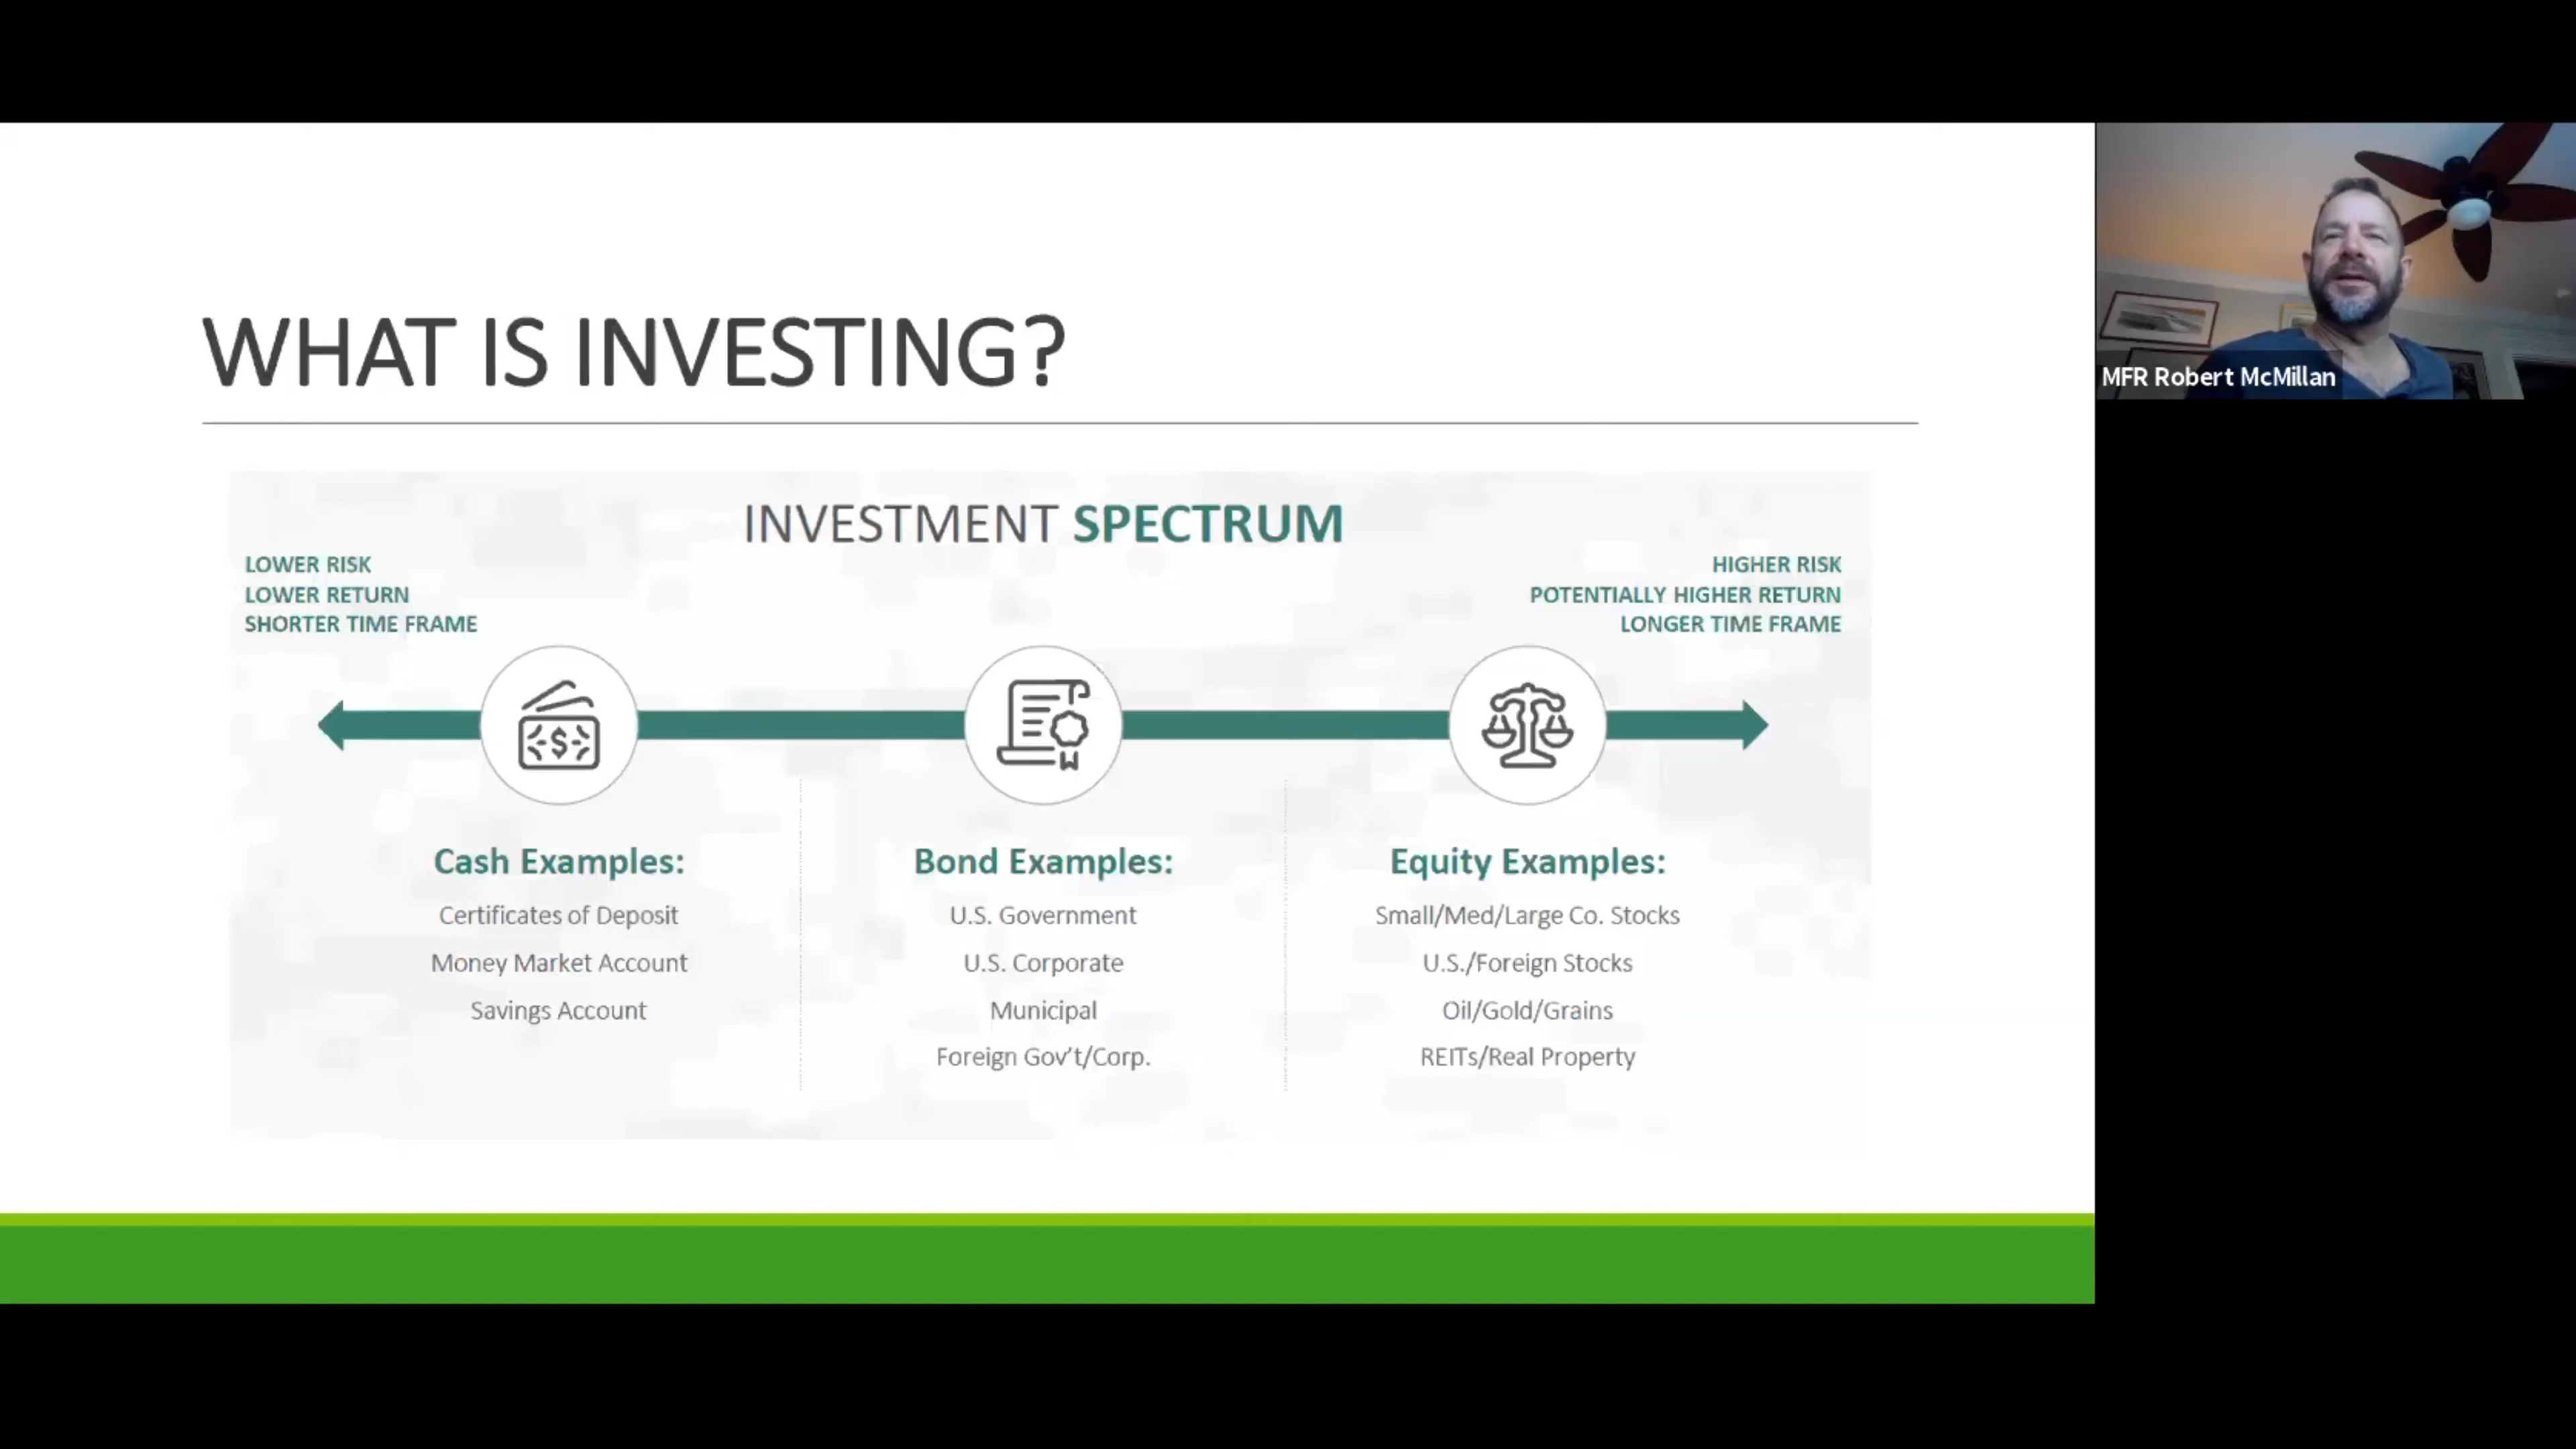 WHAT IS INVESTING?
INVESTMENT SPECTRUM
LOWER RISK
LOWER RETURN
SHORTER TIME FRAME
HIGHER RISK
POTENTIALLY HIGHER RETURN
LONGER TIME FRAME
$
Cash Examples:
Certificates of Deposit
Money Market Account
Savings Account
Bond Examples:
U.S. Government
U.S. Corporate
Municipal
Foreign Gov't/Corp.
Equity Examples:
Small/Med/Large Co. Stocks
U.S./Foreign Stocks
Oil/Gold/Grains
REITs/Real Property
MFR Robert McMillan